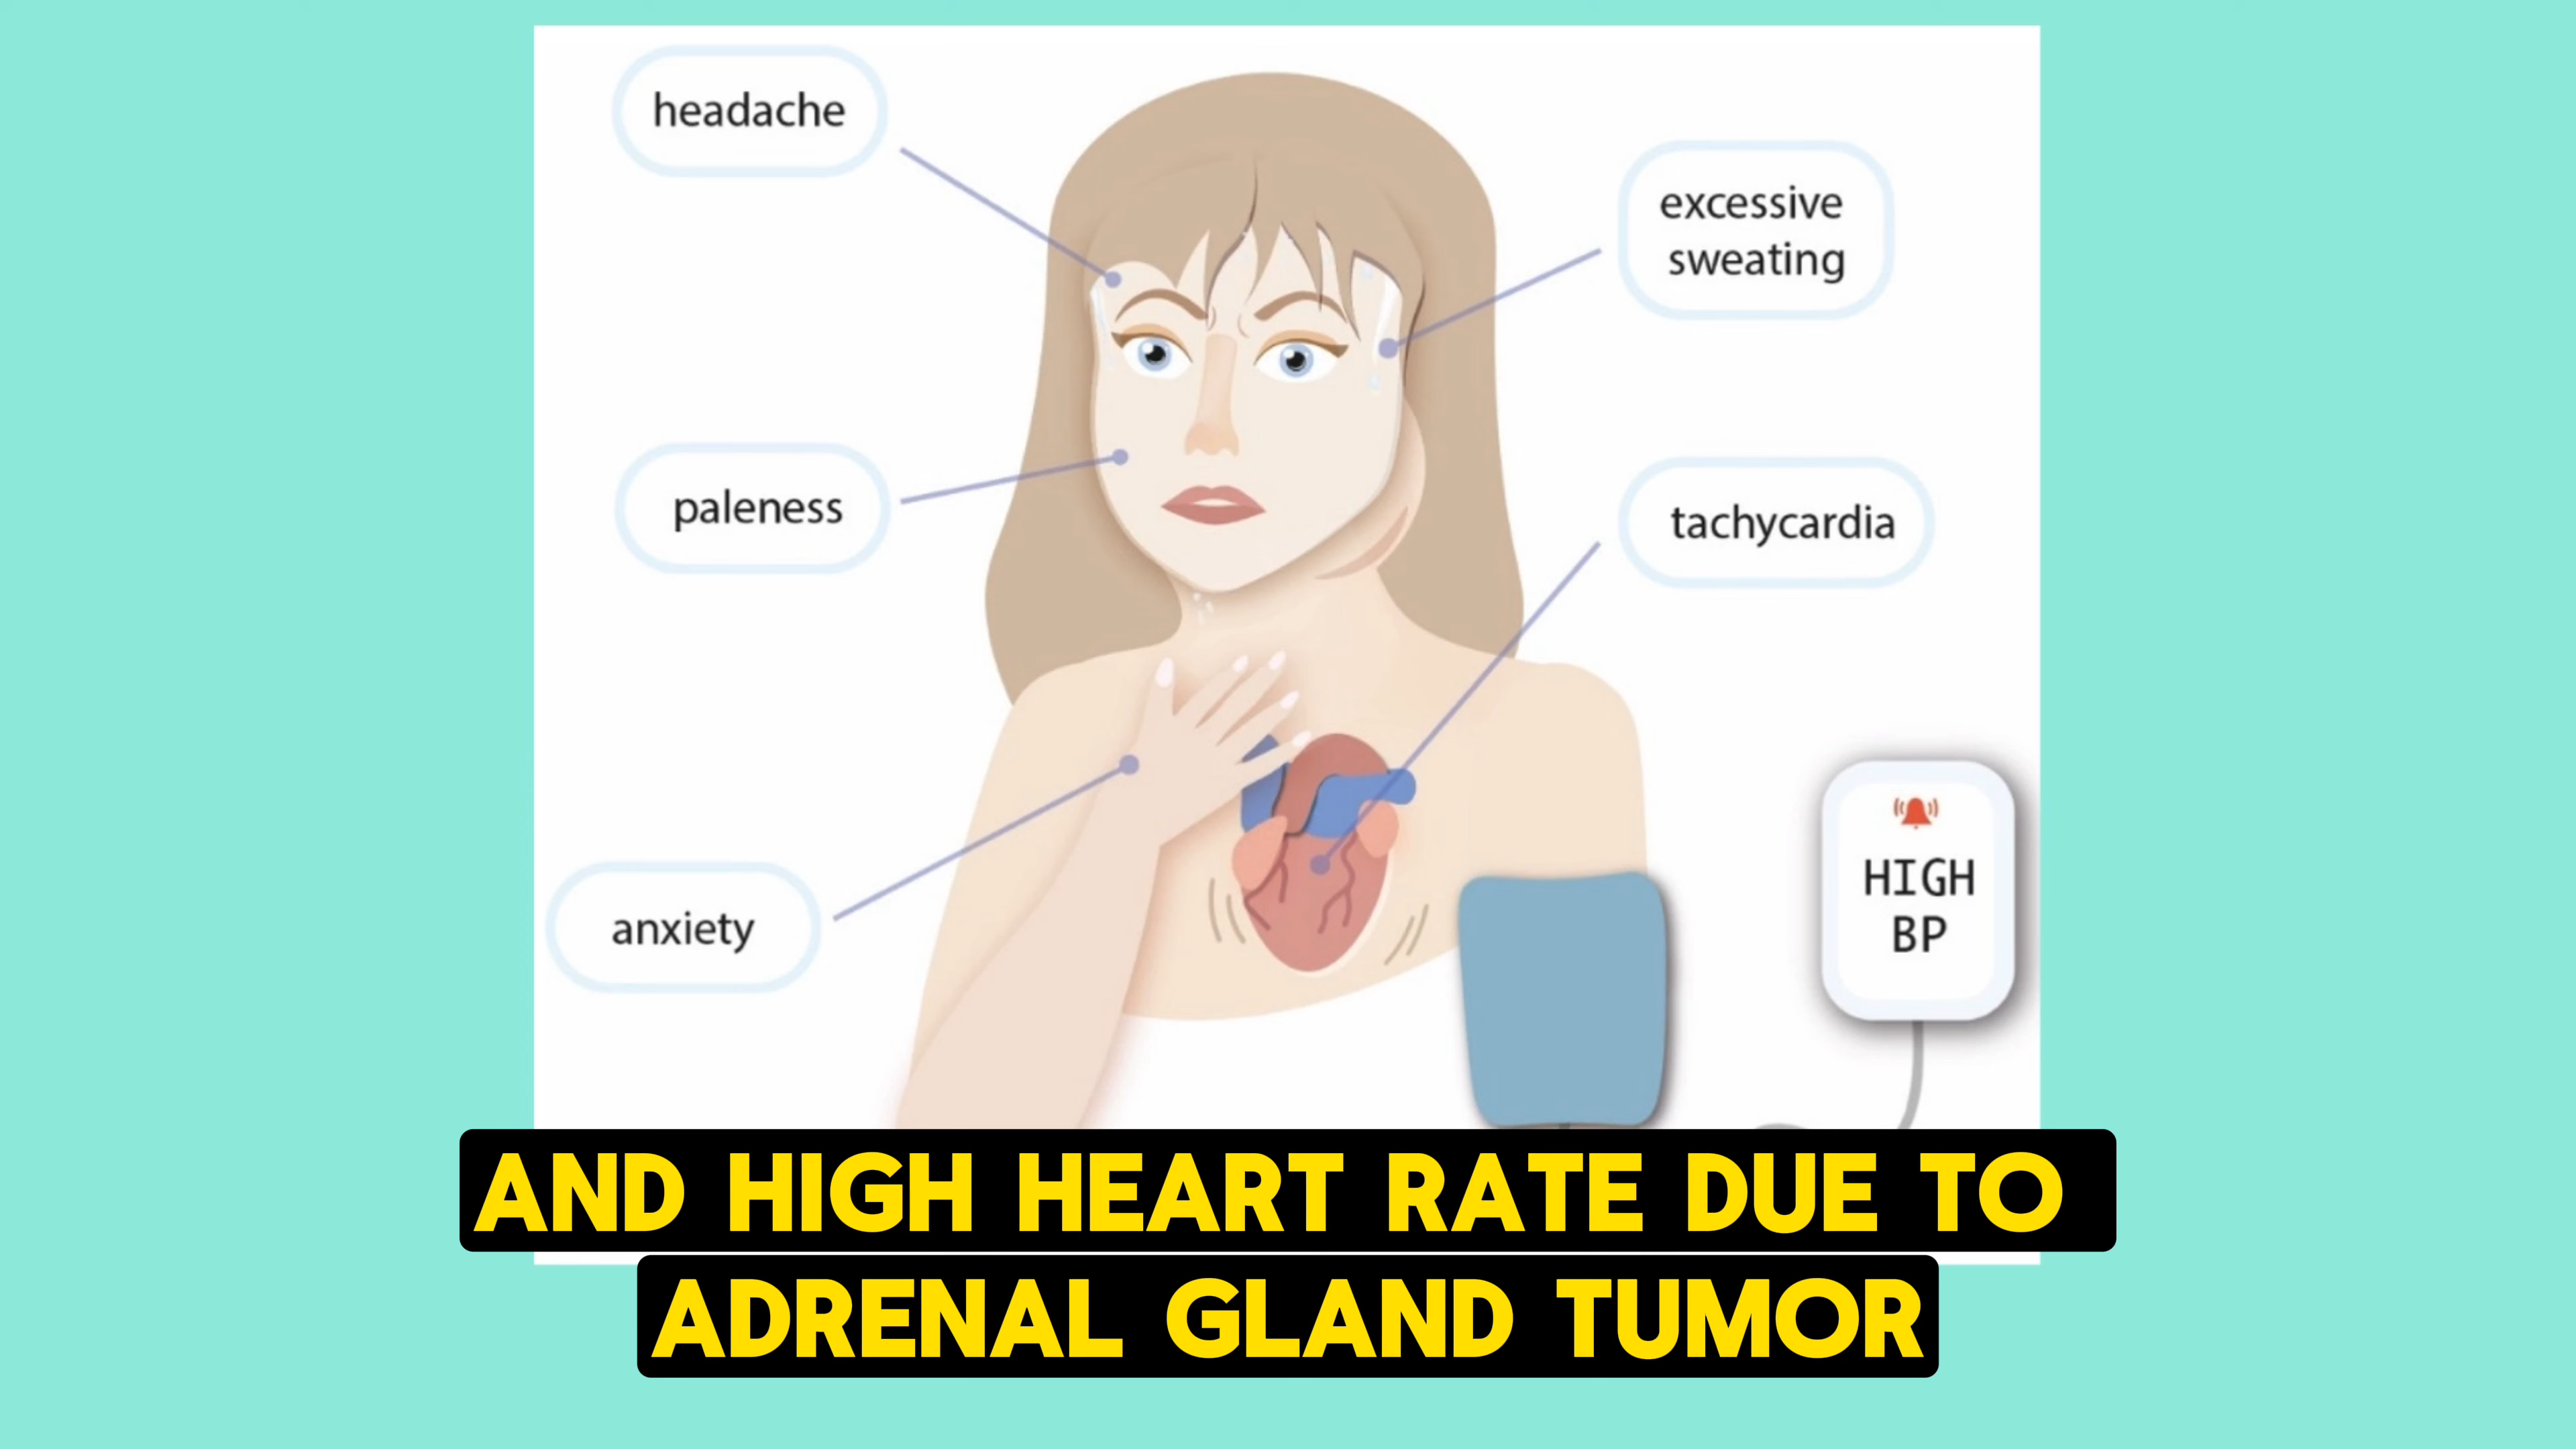 headache
excessive
sweating
paleness
tachycardia
anxiety
HIGH
BP
AND HIGH HEART RATE DUE TO
ADRENAL GLAND TUMOR